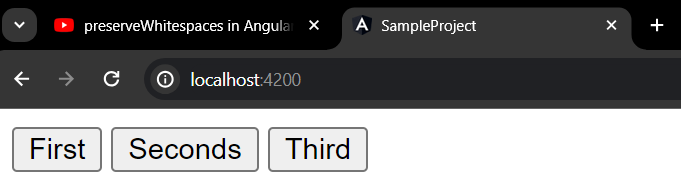 preserveWhitespaces in Angula
SampleProject
localhost:4200
First Seconds Third